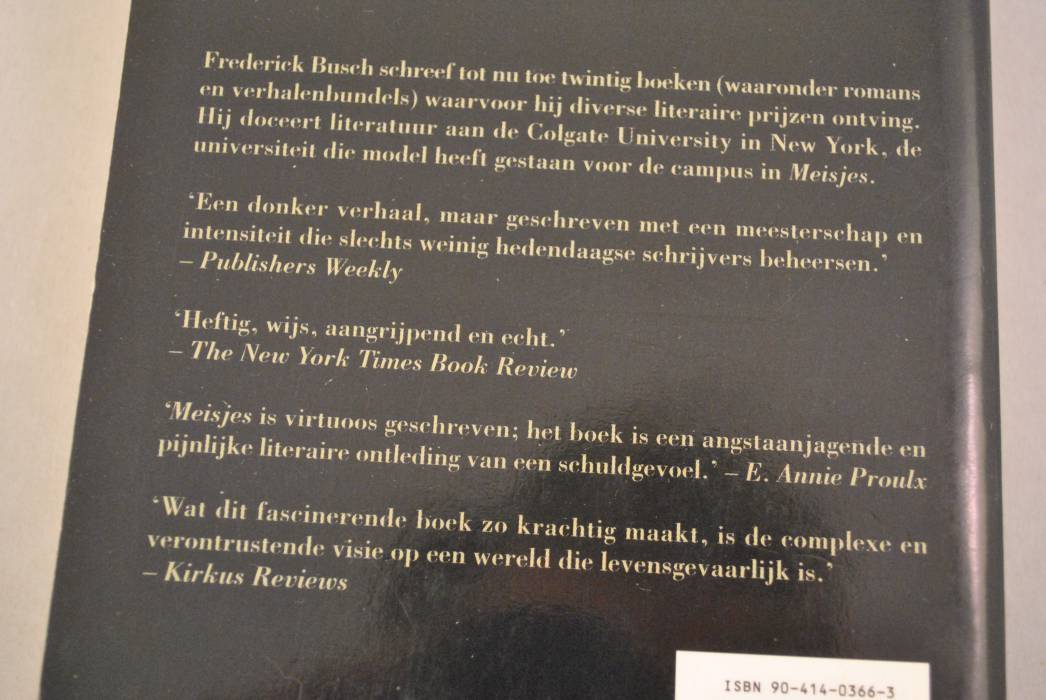 Frederick Busch schreef tot nu toe twintig boeken (waaronder romans
en verhalenbundels) waarvoor hij diverse literaire prijzen ontving.
Hij doceert literatuur aan de Colgate University in New York, de
universiteit die model heeft gestaan voor de campus in Meisjes.
‘Een donker verhaal, maar geschreven met een meesterschap en
intensiteit die slechts weinig hedendaagse schrijvers beheersen.’
– Publishers Weekly
‘Heftig, wijs, aangrijpend en echt.’
– The New York Times Book Review
‘Meisjes is virtuoos geschreven; het boek is een angstaanjagende en
pijnlijke literaire ontleding van een schuldgevoel.’ – E. Annie Proulx
‘Wat dit fascinerende boek zo krachtig maakt, is de complexe en
verontrustende visie op een wereld die levensgevaarlijk is.’
– Kirkus Reviews
ISBN 90-414-0366-3